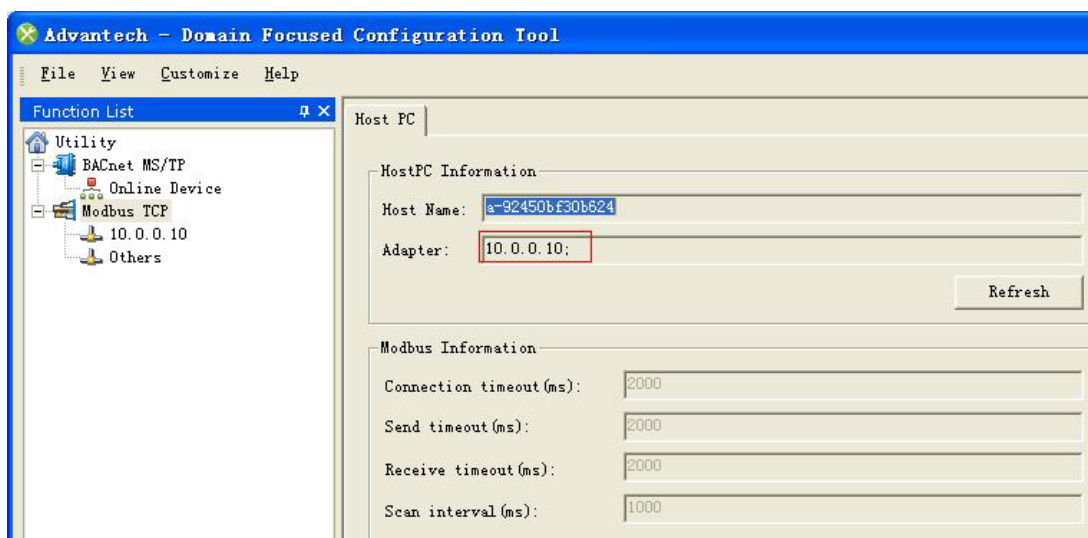 Advantech - Domain Focused Configuration Tool
File View Customize Help
Function List
Utility
BACnet MS/TP
Online Device
Modbus TCP
10.0.0.10
Others
Host PC
HostPC Information
Host Name: a-92450bf30b624
Adapter: 10.0.0.10;
Refresh
Modbus Information
Connection timeout(ms): 2000
Send timeout(ms): 2000
Receive timeout(ms): 2000
Scan interval(ms): 1000